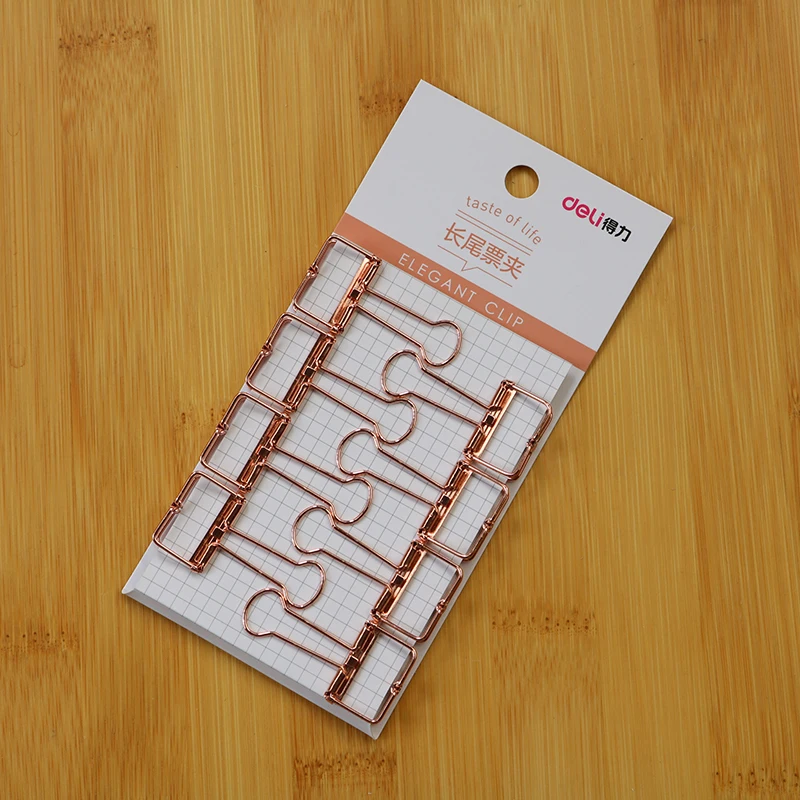 deli得力
taste of life
长尾票夹
ELEGANT CLIP